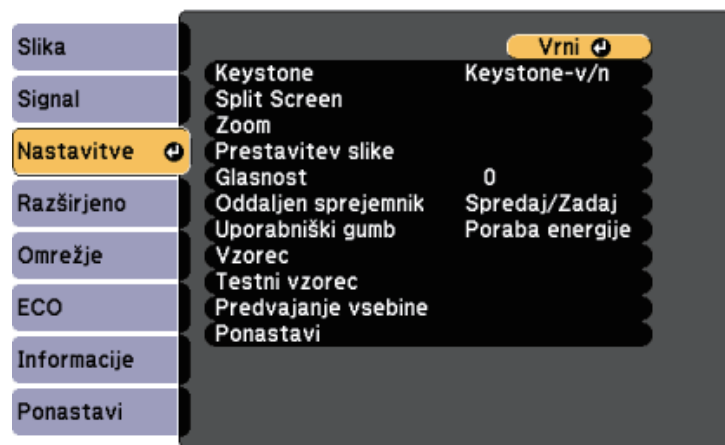 Slika
Signal
Nastavitve
Razširjeno
Omrežje
ECO
Informacije
Ponastavi
Vrni
Keystone Keystone-v/n
Split Screen
Zoom
Prestavitev slike
Glasnost 0
Oddaljen sprejemnik Spredaj/Zadaj
Uporabniški gumb Poraba energije
Vzorec
Testni vzorec
Predvajanje vsebine
Ponastavi